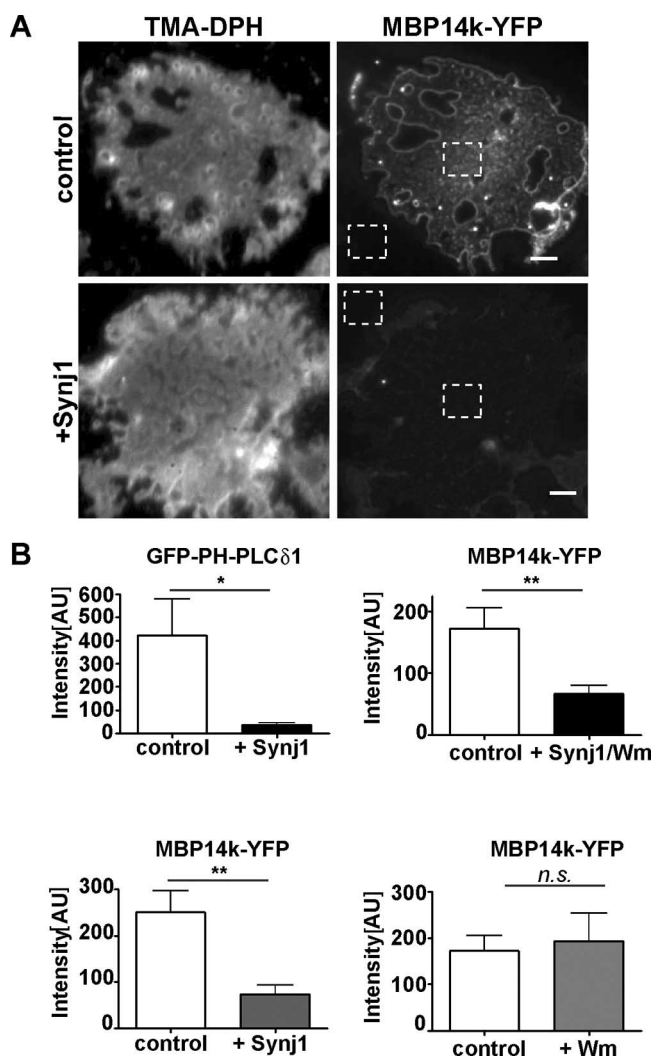 A
TMA-DPH MBP14k-YFP
control
+Synj1
B
GFP-PH-PLCδ1
*
Intensity[AU]
600
500
400
300
200
100
0
control + Synj1
MBP14k-YFP
**
Intensity[AU]
200
100
0
control + Synj1/Wm
MBP14k-YFP
**
Intensity[AU]
300
200
100
0
control + Synj1
MBP14k-YFP
n.s.
Intensity[AU]
300
200
100
0
control + Wm